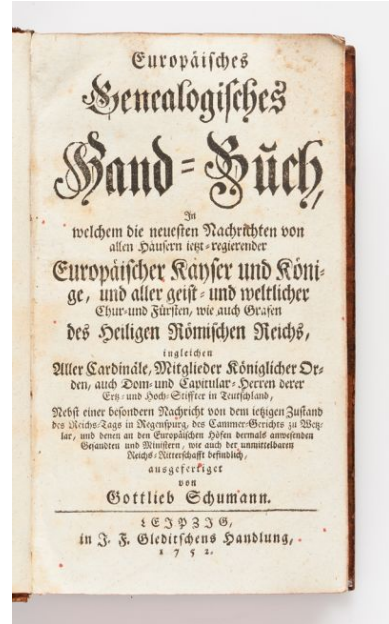 Europäisches
Genealogisches
Hand-Buch,
In
welchem die neuesten Nachrichten von
allen Häusern ietzt-regierender
Europäischer Kayser und Köni-
ge, und aller geist- und weltlicher
Chur-und Fürsten, wie auch Grafen
des Heiligen Römischen Reichs,
ingleichen
Aller Cardinäle, Mitglieder Königlicher Or-
den, auch Dom- und Capitular-Herren derer
Ertz- und Hoch-Stiffter in Teutschland,
Nebst einer besondern Nachricht von dem ietzigen Zustand
des Reichs-Tags in Regenspurg, des Cammer-Gerichts zu Wetz-
lar, und denen an den Europäischen Höfen dermals anwesenden
Gesandten und Ministern, wie auch der unmittelbaren
Reichs-Ritterschafft befindlich,
ausgefertiget
von
Gottlieb Schumann.
LEIPZIG,
in J. F. Gleditschens Handlung,
1752.